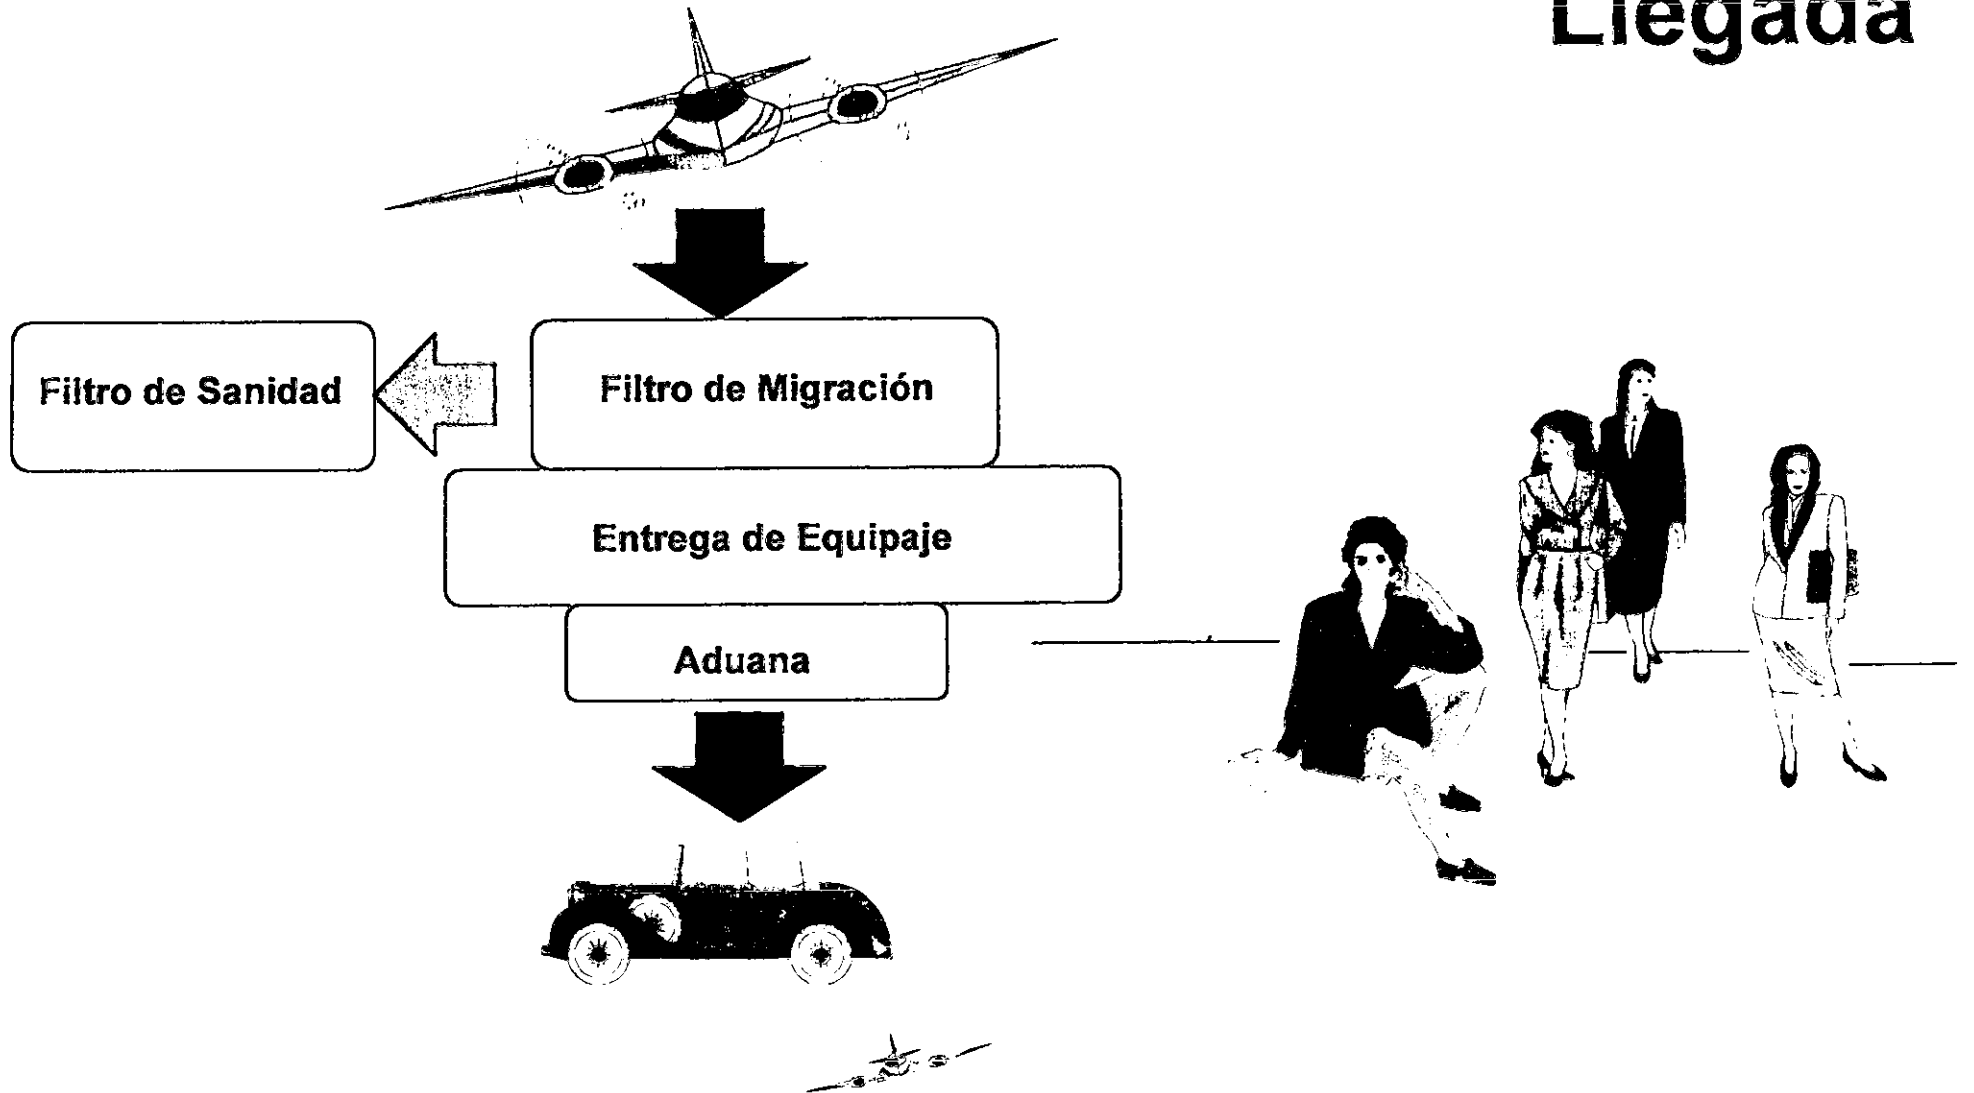 Llegada
Filtro de Sanidad
Filtro de Migración
Entrega de Equipaje
Aduana